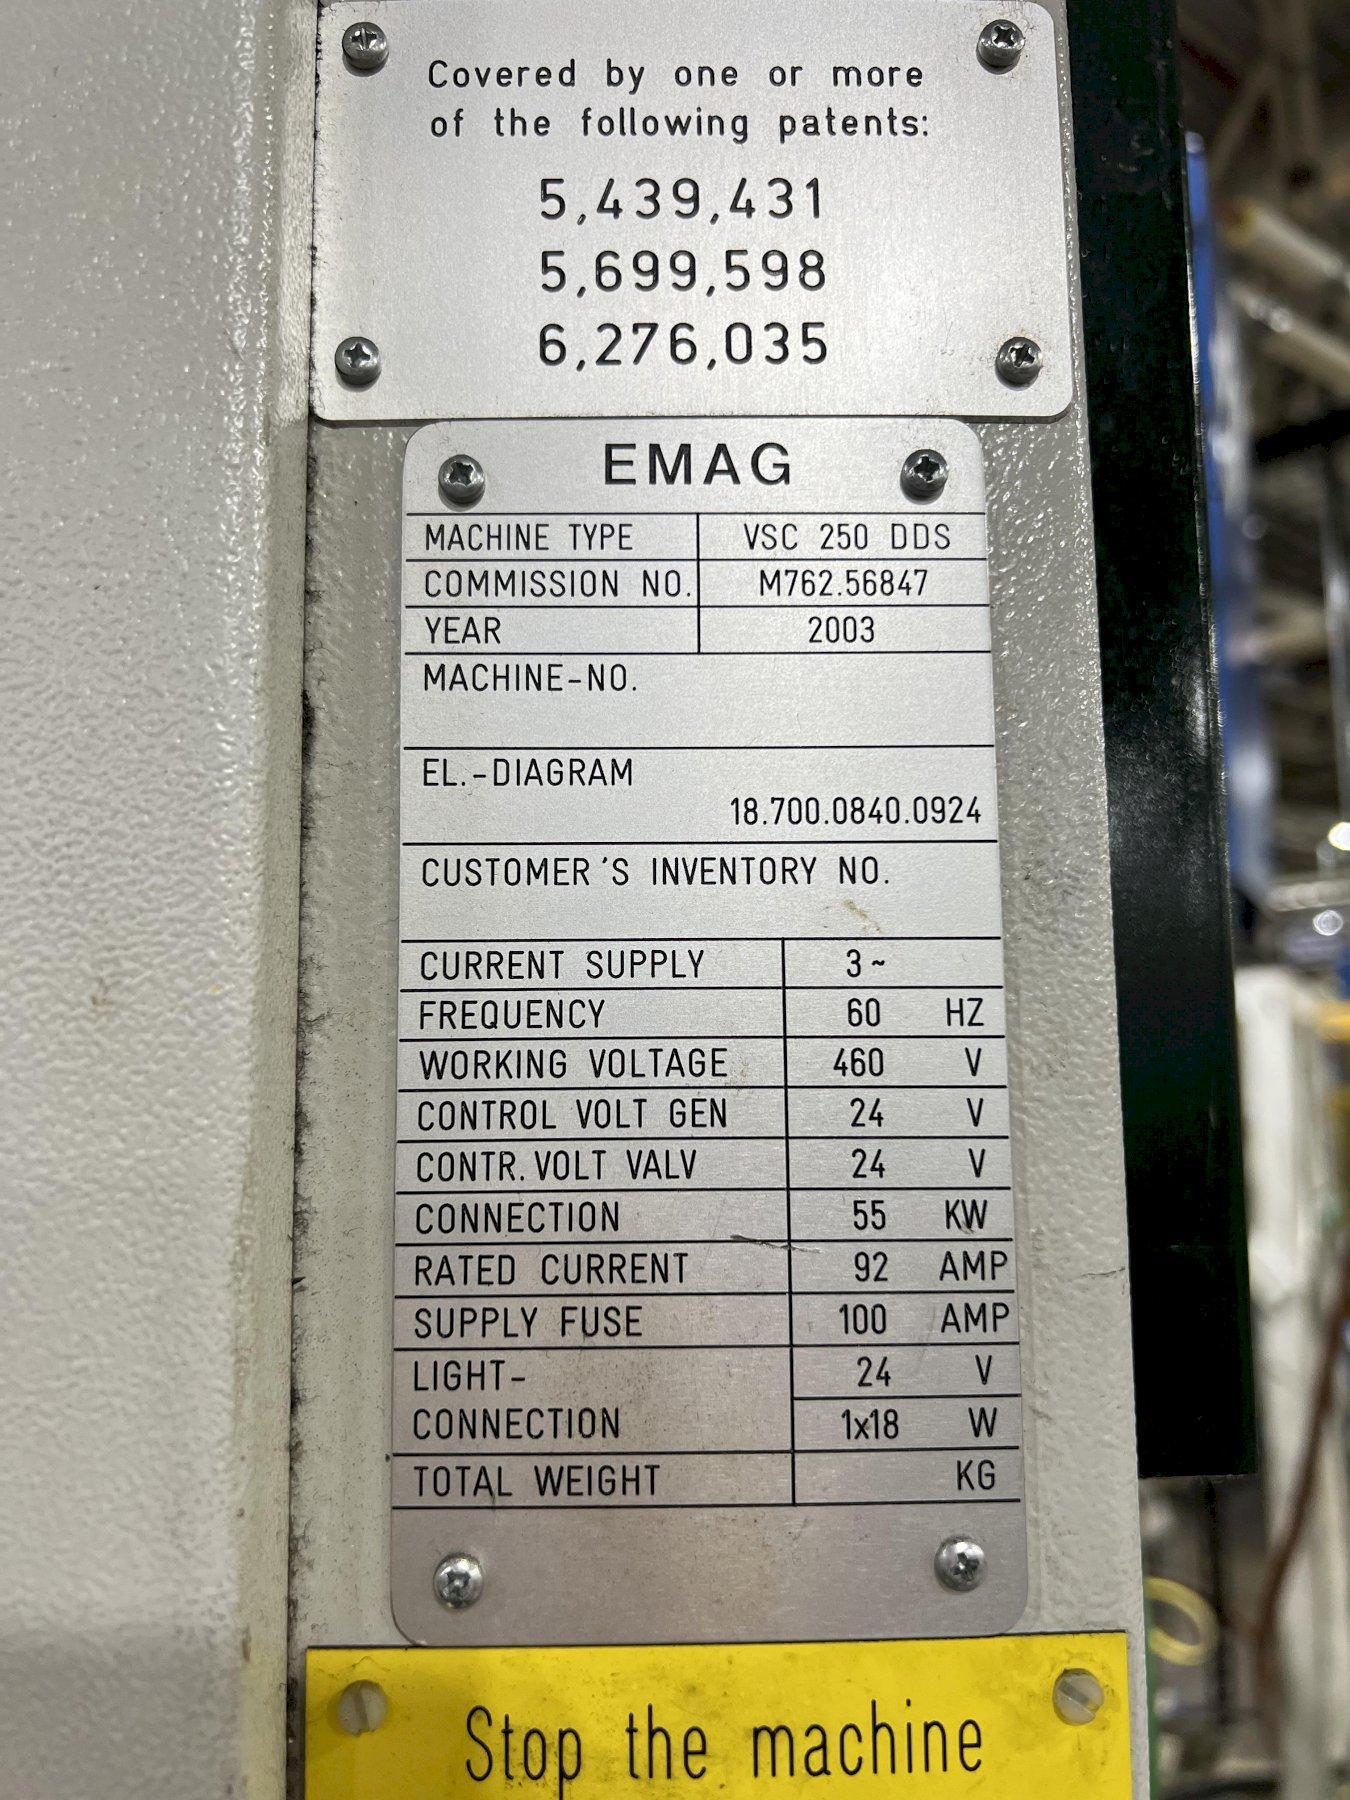 Covered by one or more
of the following patents:
5,439,431
5,699,598
6,276,035
EMAG
MACHINE TYPE VSC 250 DDS
COMMISSION NO. M762.56847
YEAR 2003
MACHINE-NO.
EL.-DIAGRAM
18.700.0840.0924
CUSTOMER'S INVENTORY NO.
CURRENT SUPPLY 3~
FREQUENCY 60 HZ
WORKING VOLTAGE 460 V
CONTROL VOLT GEN 24 V
CONTR. VOLT VALV 24 V
CONNECTION 55 KW
RATED CURRENT 92 AMP
SUPPLY FUSE 100 AMP
LIGHT- 24 V
CONNECTION 1x18 W
TOTAL WEIGHT KG
Stop the machine